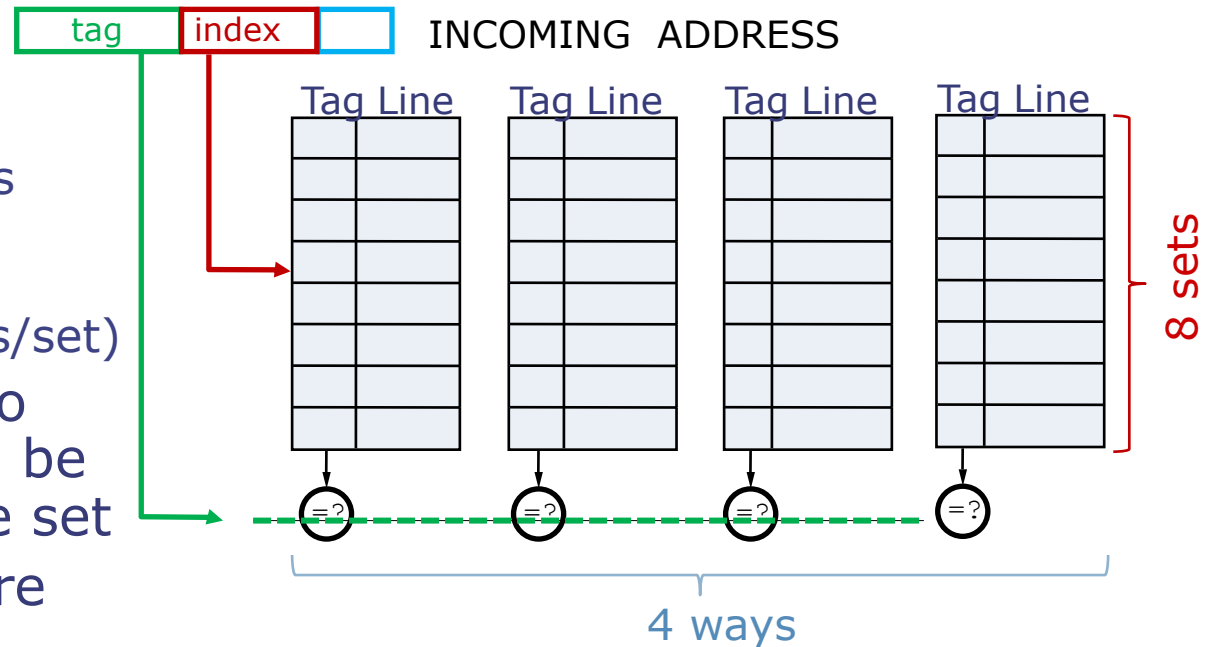 tag index INCOMING ADDRESS
Tag Line Tag Line Tag Line Tag Line
s
s/set)
o
be
e set
re
=? =? =? =?
8 sets
4 ways